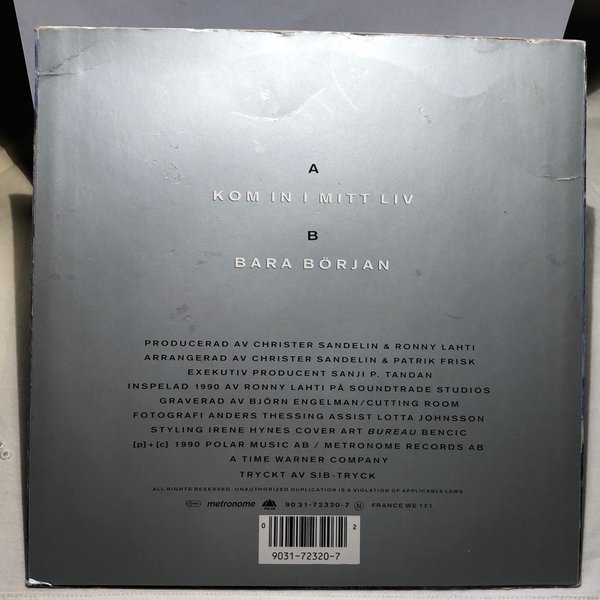 A
KOM IN I MITT LIV
B
BARA BÖRJAN
PRODUCERAD AV CHRISTER SANDELIN & RONNY LAHTI
ARRANGERAD AV CHRISTER SANDELIN & PATRIK FRISK
EXEKUTIV PRODUCENT SANJI P. TANDAN
INSPELAD 1990 AV RONNY LAHTI PÅ SOUNDTRADE STUDIOS
GRAVERAD AV BJÖRN ENGELMAN/CUTTING ROOM
FOTOGRAFI ANDERS THESSING ASSIST LOTTA JOHNSSON
STYLING IRENE HYNES COVER ART BUREAU BENCIC
[p]+[c] 1990 POLAR MUSIC AB / METRONOME RECORDS AB
A TIME WARNER COMPANY
TRYCKT AV SIB-TRYCK
ALL RIGHTS RESERVED. UNAUTHORIZED DUPLICATION IS A VIOLATION OF APPLICABLE LAWS
metronome POLAR 9031-72320-7 N FRANCE WE 171
0 2
9031-72320-7